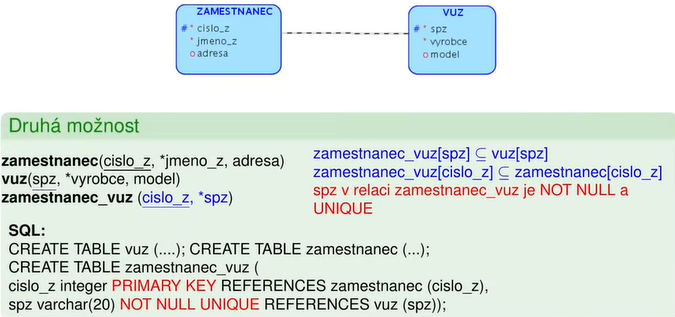 ZAMESTNANEC
# * cislo_z
* jmeno_z
o adresa
VUZ
# * spz
* vyrobce
o model
Druhá možnost
zamestnanec(cislo_z, *jmeno_z, adresa)
vuz(spz, *vyrobce, model)
zamestnanec_vuz (cislo_z, *spz)
zamestnanec_vuz[spz] ⊆ vuz[spz]
zamestnanec_vuz[cislo_z] ⊆ zamestnanec[cislo_z]
spz v relaci zamestnanec_vuz je NOT NULL a
UNIQUE
SQL:
CREATE TABLE vuz (....); CREATE TABLE zamestnanec (...);
CREATE TABLE zamestnanec_vuz (
cislo_z integer PRIMARY KEY REFERENCES zamestnanec (cislo_z),
spz varchar(20) NOT NULL UNIQUE REFERENCES vuz (spz));